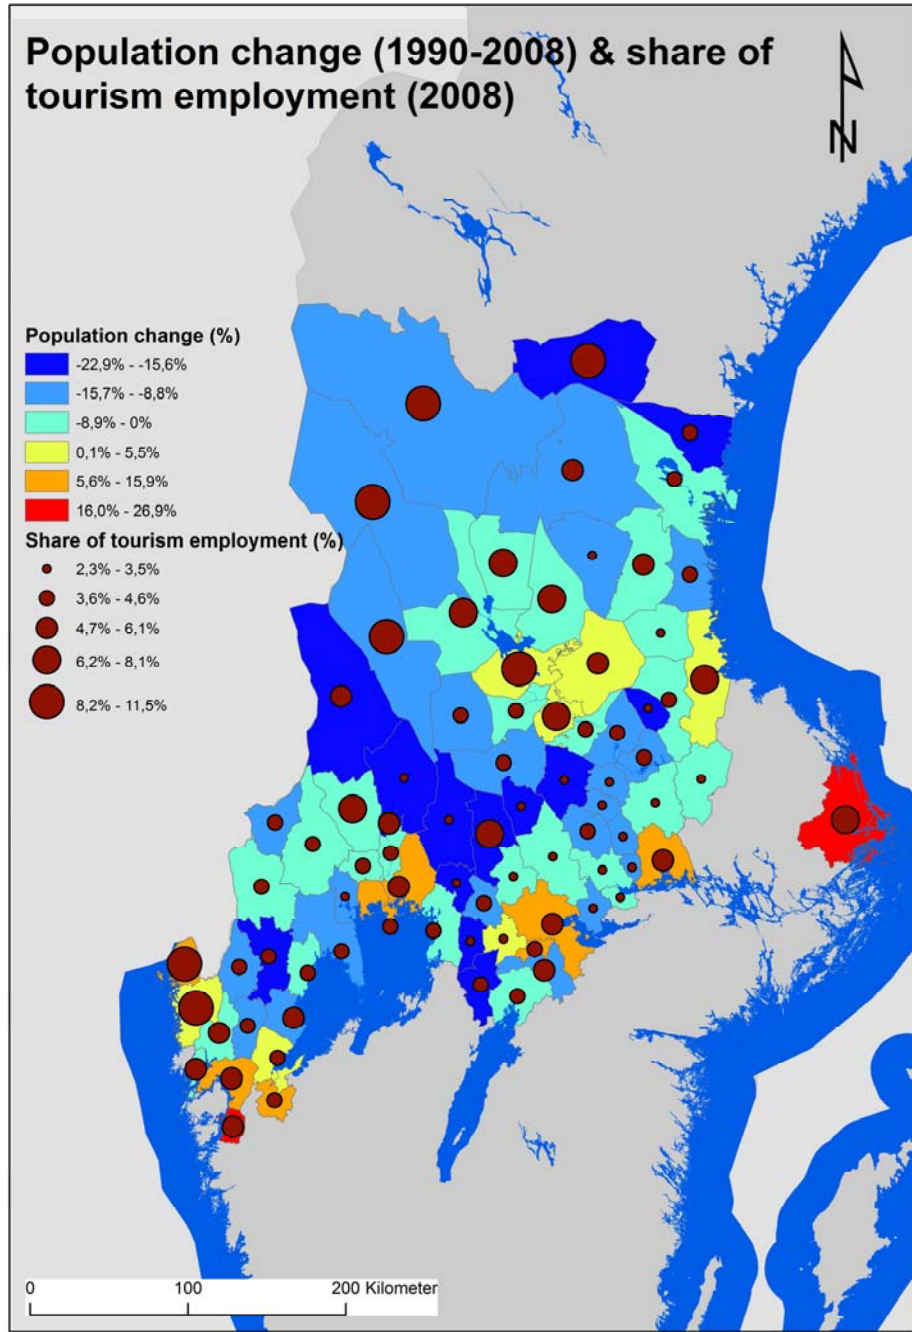 Population change (1990-2008) & share of
tourism employment (2008)
N
Population change (%)
-22,9% - -15,6%
-15,7% - -8,8%
-8,9% - 0%
0,1% - 5,5%
5,6% - 15,9%
16,0% - 26,9%
Share of tourism employment (%)
2,3% - 3,5%
3,6% - 4,6%
4,7% - 6,1%
6,2% - 8,1%
8,2% - 11,5%
0 100 200 Kilometer